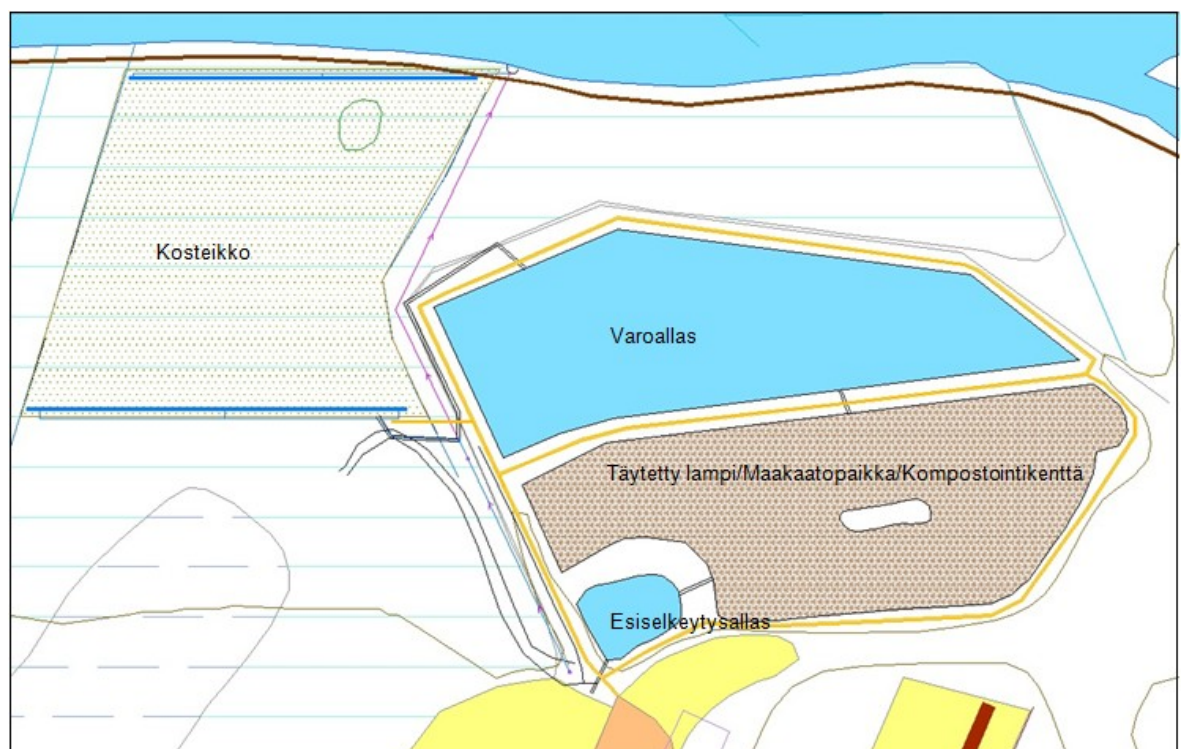 Kosteikko
Varoallas
Täytetty lampi/Maakaatopaikka/Kompostointikenttä
Esiselkeytysallas